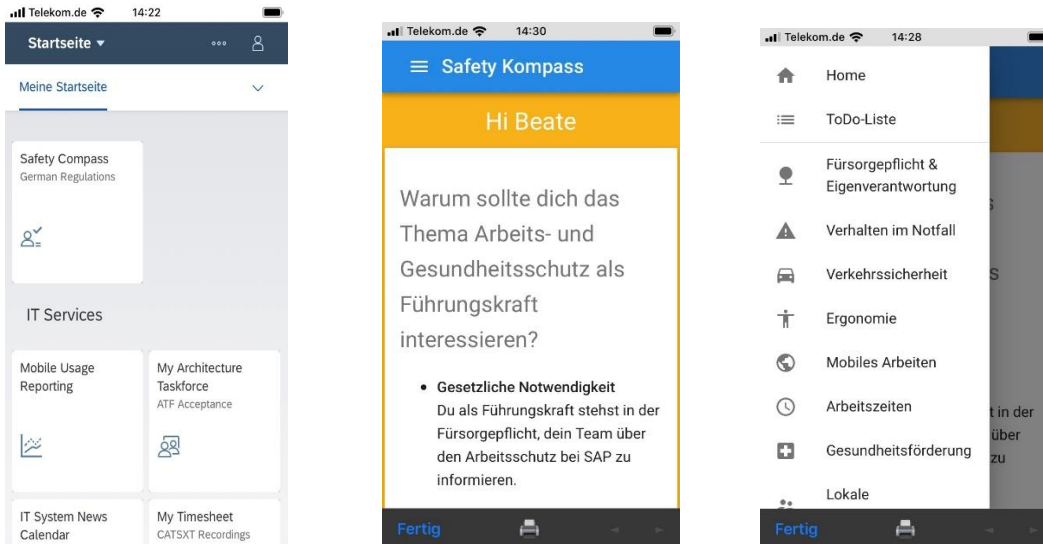 Telekom.de 14:22
Startseite
Meine Startseite
Safety Compass
German Regulations
IT Services
Mobile Usage
Reporting
My Architecture
Taskforce
ATF Acceptance
IT System News
Calendar
My Timesheet
CATSXT Recordings
Telekom.de 14:30
Safety Kompass
Hi Beate
Warum sollte dich das
Thema Arbeits- und
Gesundheitsschutz als
Führungskraft
interessieren?
• Gesetzliche Notwendigkeit
Du als Führungskraft stehst in der
Fürsorgepflicht, dein Team über
den Arbeitsschutz bei SAP zu
informieren.
Fertig
Telekom.de 14:28
Home
ToDo-Liste
Fürsorgepflicht &
Eigenverantwortung
Verhalten im Notfall
Verkehrssicherheit
Ergonomie
Mobiles Arbeiten
Arbeitszeiten
Gesundheitsförderung
Lokale
s
s
t in der
über
zu
Fertig